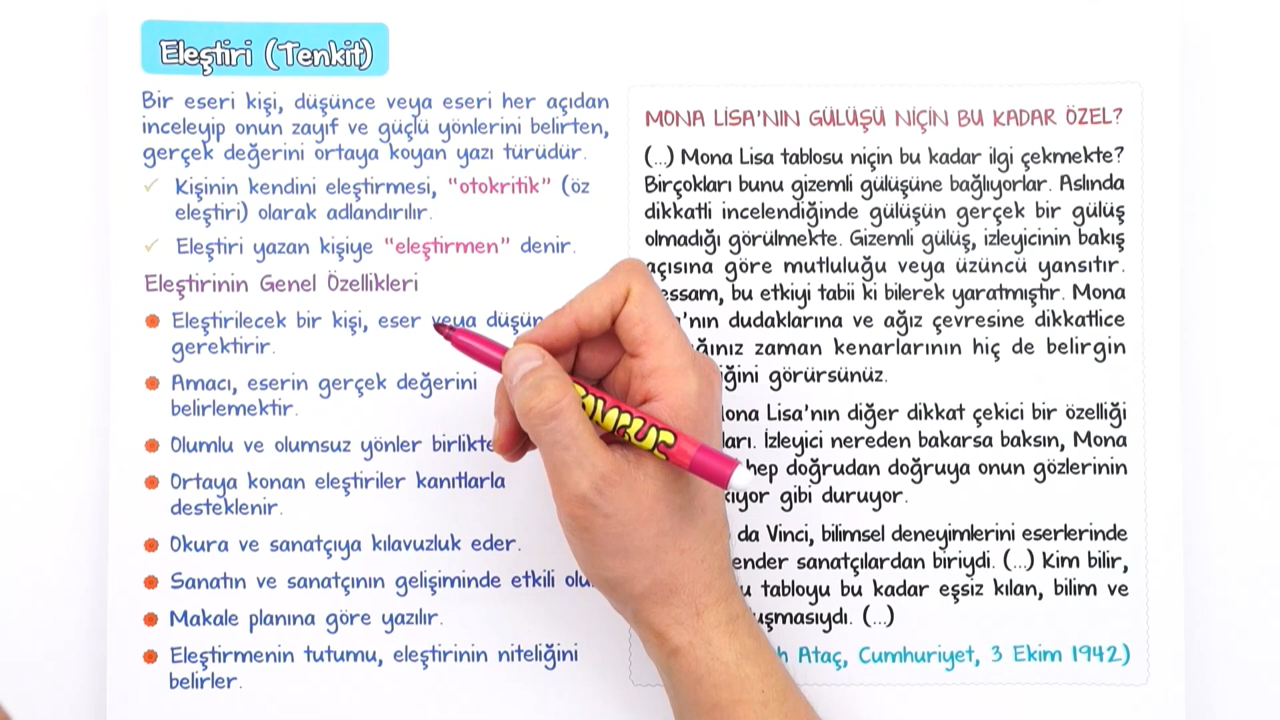 Eleştiri (Tenkit)
Bir eseri kişi, düşünce veya eseri her açıdan
inceleyip onun zayıf ve güçlü yönlerini belirten,
gerçek değerini ortaya koyan yazı türüdür.
Kişinin kendini eleştirmesi, "otokritik" (öz
eleştiri) olarak adlandırılır.
Eleştiri yazan kişiye "eleştirmen" denir.
Eleştirinin Genel Özellikleri
Eleştirilecek bir kişi, eser veya
gerektirir.
Amacı, eserin gerçek değerini
belirlemektir.
Olumlu ve olumsuz yönler birlikte
Ortaya konan eleştiriler kanıtlarla
desteklenir.
Okura ve sanatçıya kılavuzluk eder.
Sanatın ve sanatçının gelişiminde etkili
Makale planına göre yazılır.
Eleştirmenin tutumu, eleştirinin niteliğini
belirler.
MONA LİSA'NIN GÜLÜŞÜ NİÇİN BU KADAR ÖZEL?
(...) Mona Lisa tablosu niçin bu kadar ilgi çekmekte?
Birçokları bunu gizemli gülüşüne bağlıyorlar. Aslında
dikkatli incelendiğinde gülüşün gerçek bir gülüş
olmadığı görülmekte. Gizemli gülüş, izleyicinin bakış
açısına göre mutluluğu veya üzüncü yansıtır.
bu etkiyi tabii ki bilerek yaratmıştır. Mona
dudaklarına ve ağız çevresine dikkatlice
zaman kenarlarının hiç de belirgin
görürsünüz.
Lisa'nın diğer dikkat çekici bir özelliği
İzleyici nereden bakarsa baksın, Mona
hep doğrudan doğruya onun gözlerinin
gibi duruyor.
da Vinci, bilimsel deneyimlerini eserlerinde
ender sanatçılardan biriydi. (...) Kim bilir,
tabloyu bu kadar eşsiz kılan, bilim ve
(...)
Ataç, Cumhuriyet, 3 Ekim 1942)